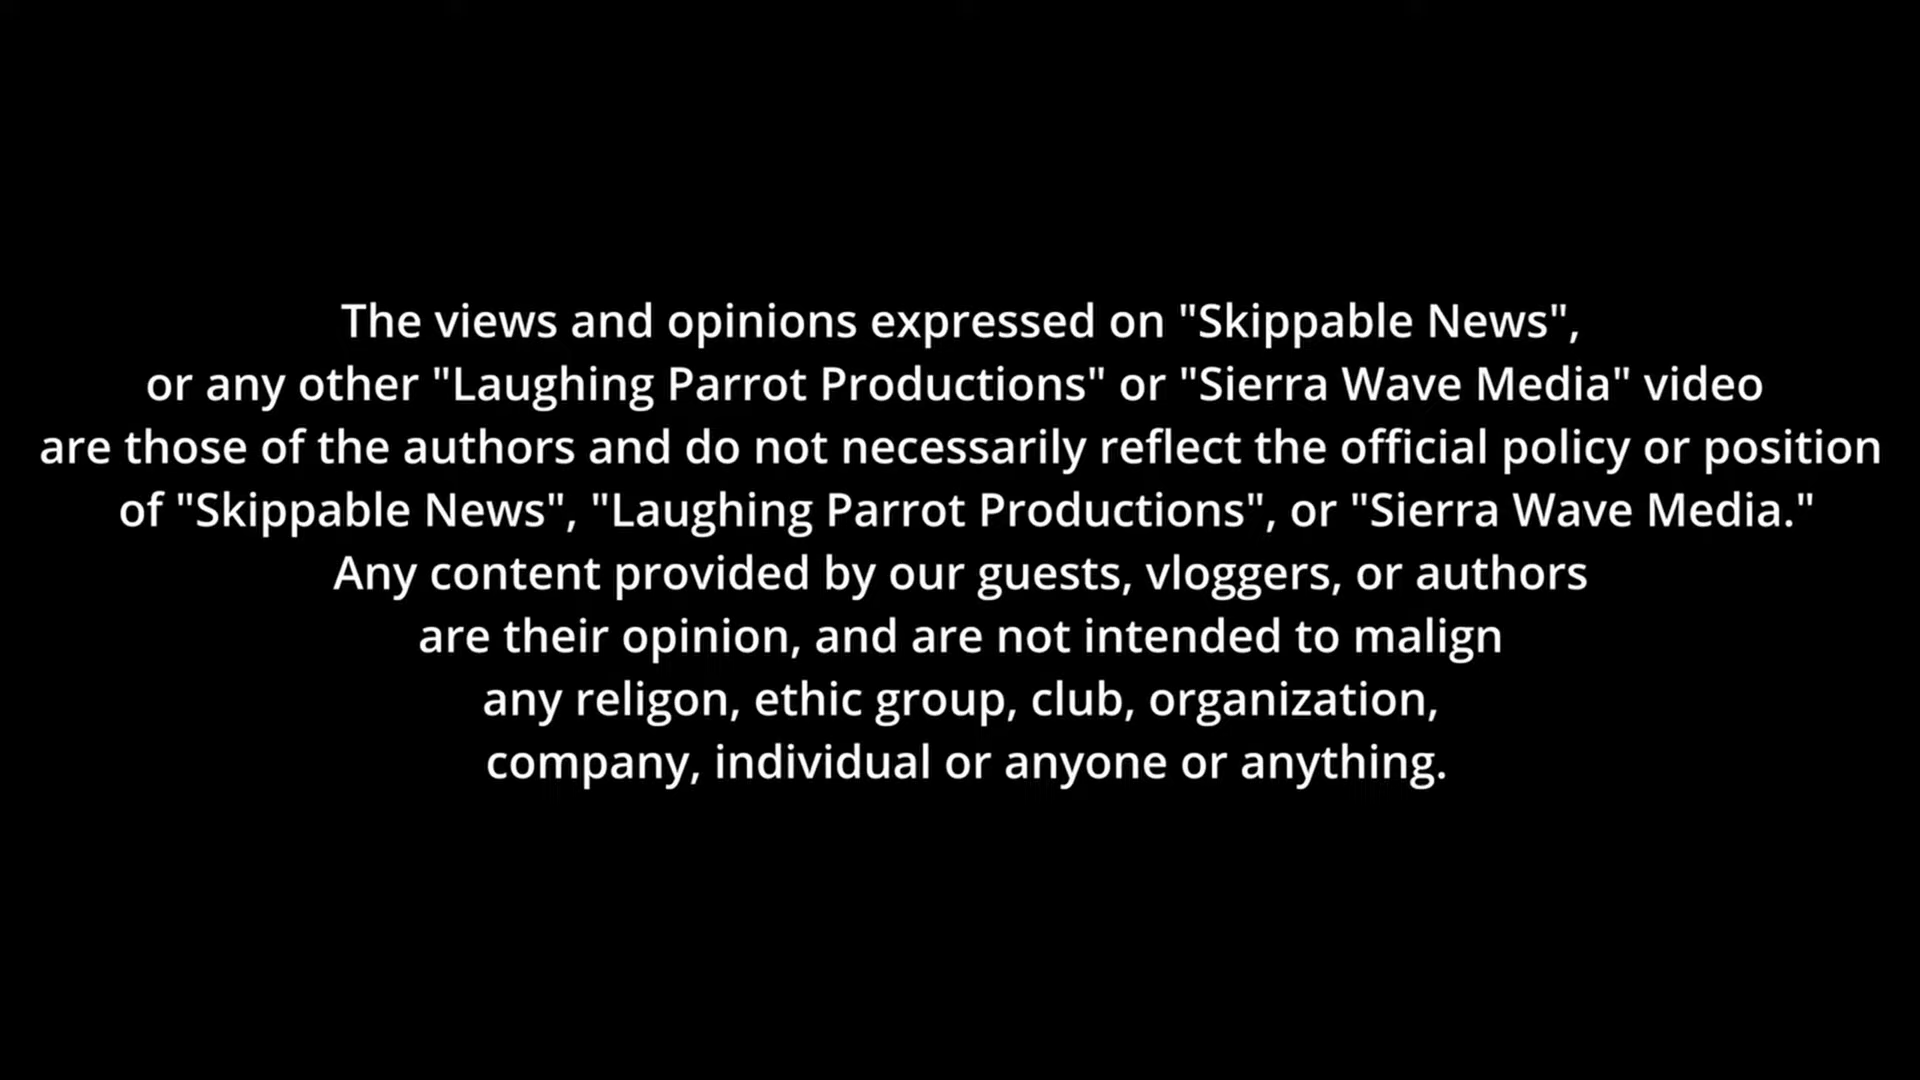 The views and opinions expressed on "Skippable News",
or any other "Laughing Parrot Productions" or "Sierra Wave Media" video
are those of the authors and do not necessarily reflect the official policy or position
of "Skippable News", "Laughing Parrot Productions", or "Sierra Wave Media."
Any content provided by our guests, vloggers, or authors
are their opinion, and are not intended to malign
any religon, ethic group, club, organization,
company, individual or anyone or anything.